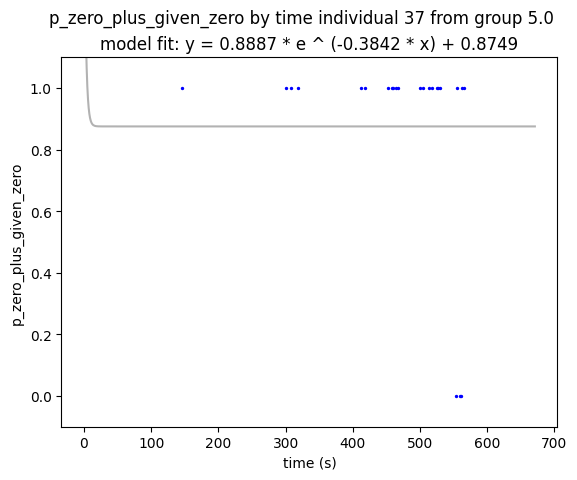 p_zero_plus_given_zero by time individual 37 from group 5.0
model fit: y = 0.8887 * e ^ (-0.3842 * x) + 0.8749
1.0
0.8
0.6
0.4
0.2
0.0
p_zero_plus_given_zero
0 100 200 300 400 500 600 700
time (s)